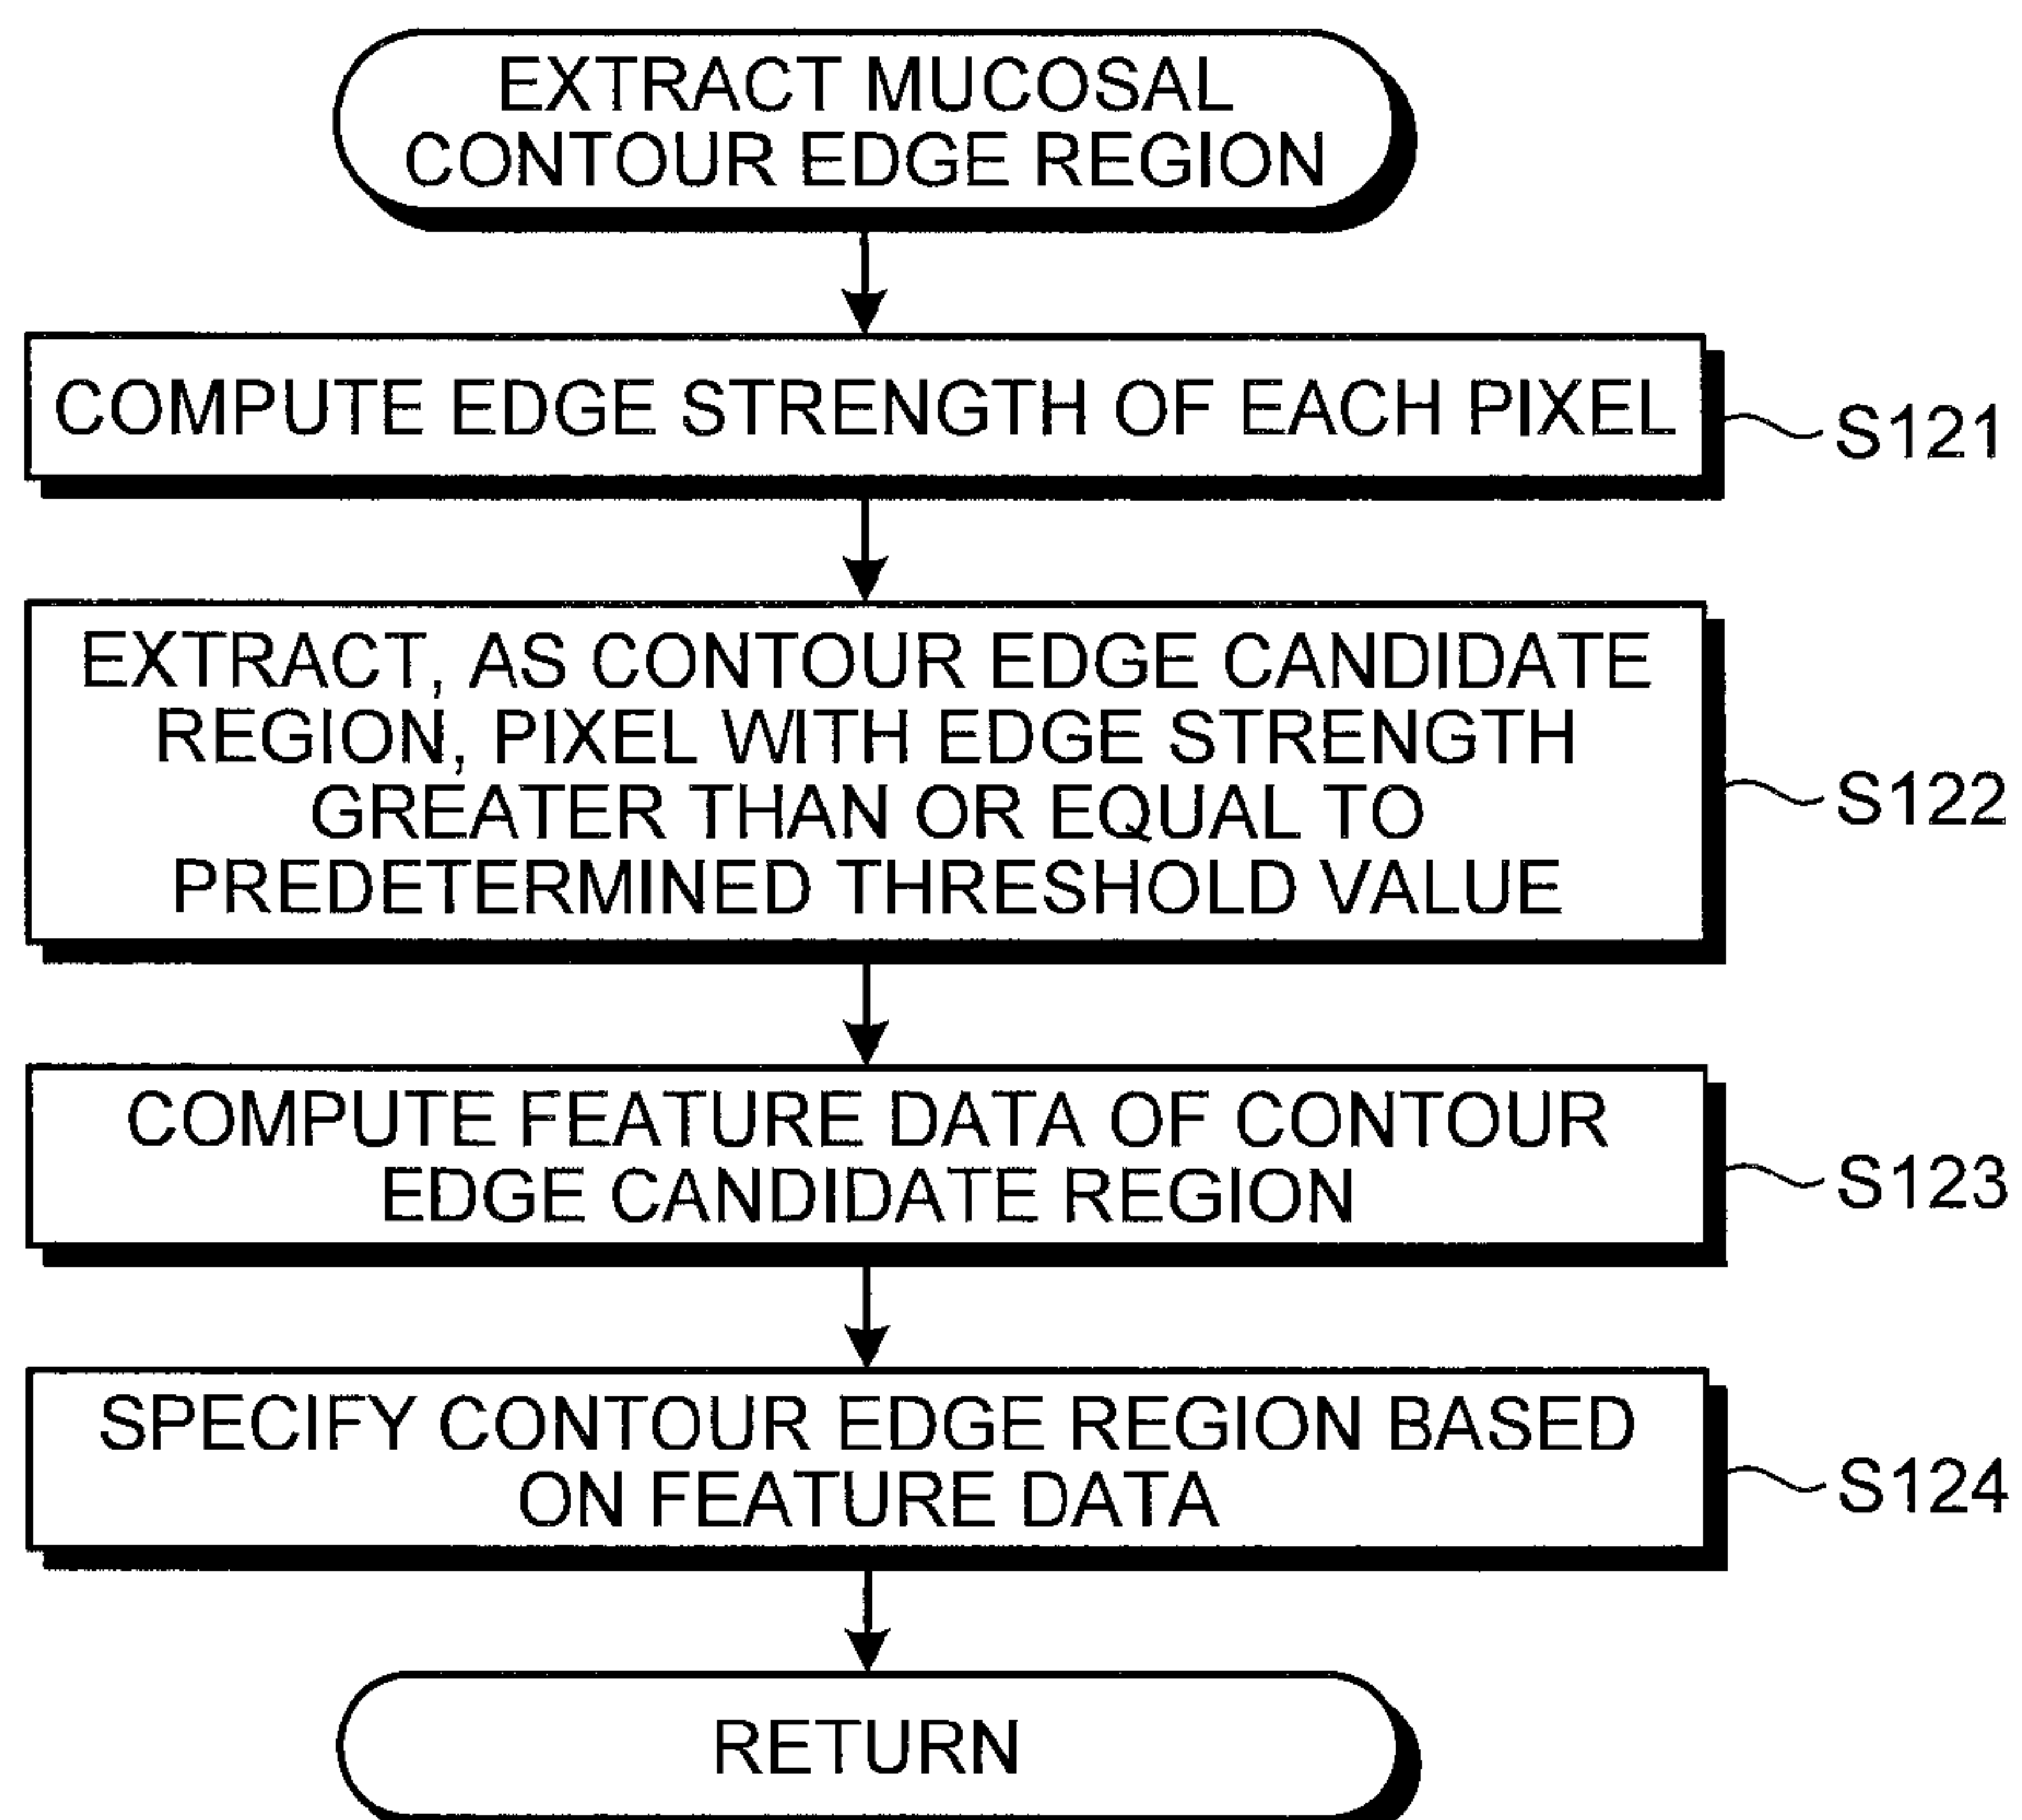 EXTRACT MUCOSAL
CONTOUR EDGE REGION
COMPUTE EDGE STRENGTH OF EACH PIXEL
S121
EXTRACT, AS CONTOUR EDGE CANDIDATE
REGION, PIXEL WITH EDGE STRENGTH
GREATER THAN OR EQUAL TO
PREDETERMINED THRESHOLD VALUE
S122
COMPUTE FEATURE DATA OF CONTOUR
EDGE CANDIDATE REGION
S123
SPECIFY CONTOUR EDGE REGION BASED
ON FEATURE DATA
S124
RETURN